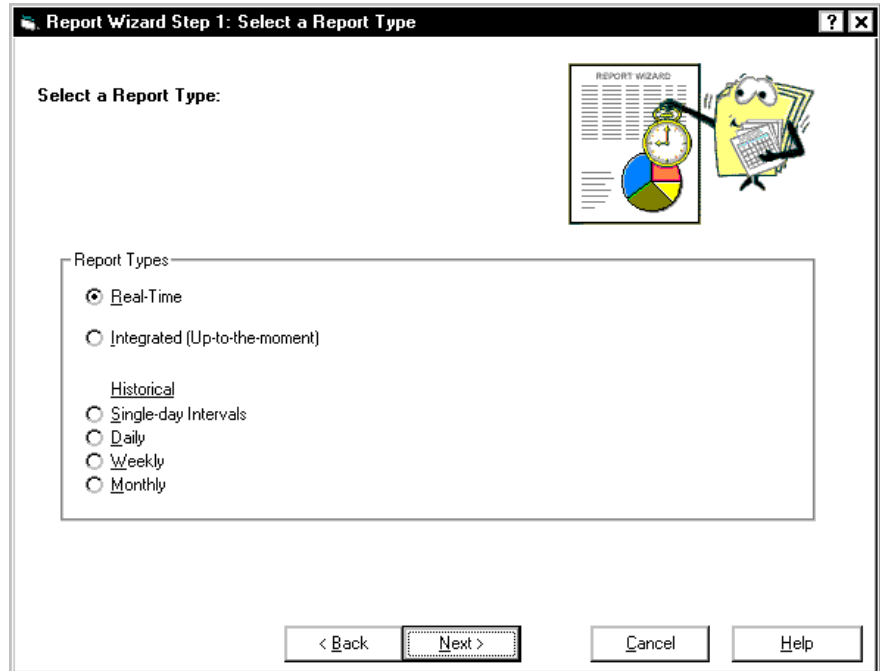 Report Wizard Step 1: Select a Report Type
Select a Report Type:
REPORT WIZARD
Report Types
Real-Time
Integrated (Up-to-the-moment)
Historical
Single-day Intervals
Daily
Weekly
Monthly
< Back
Next >
Cancel
Help